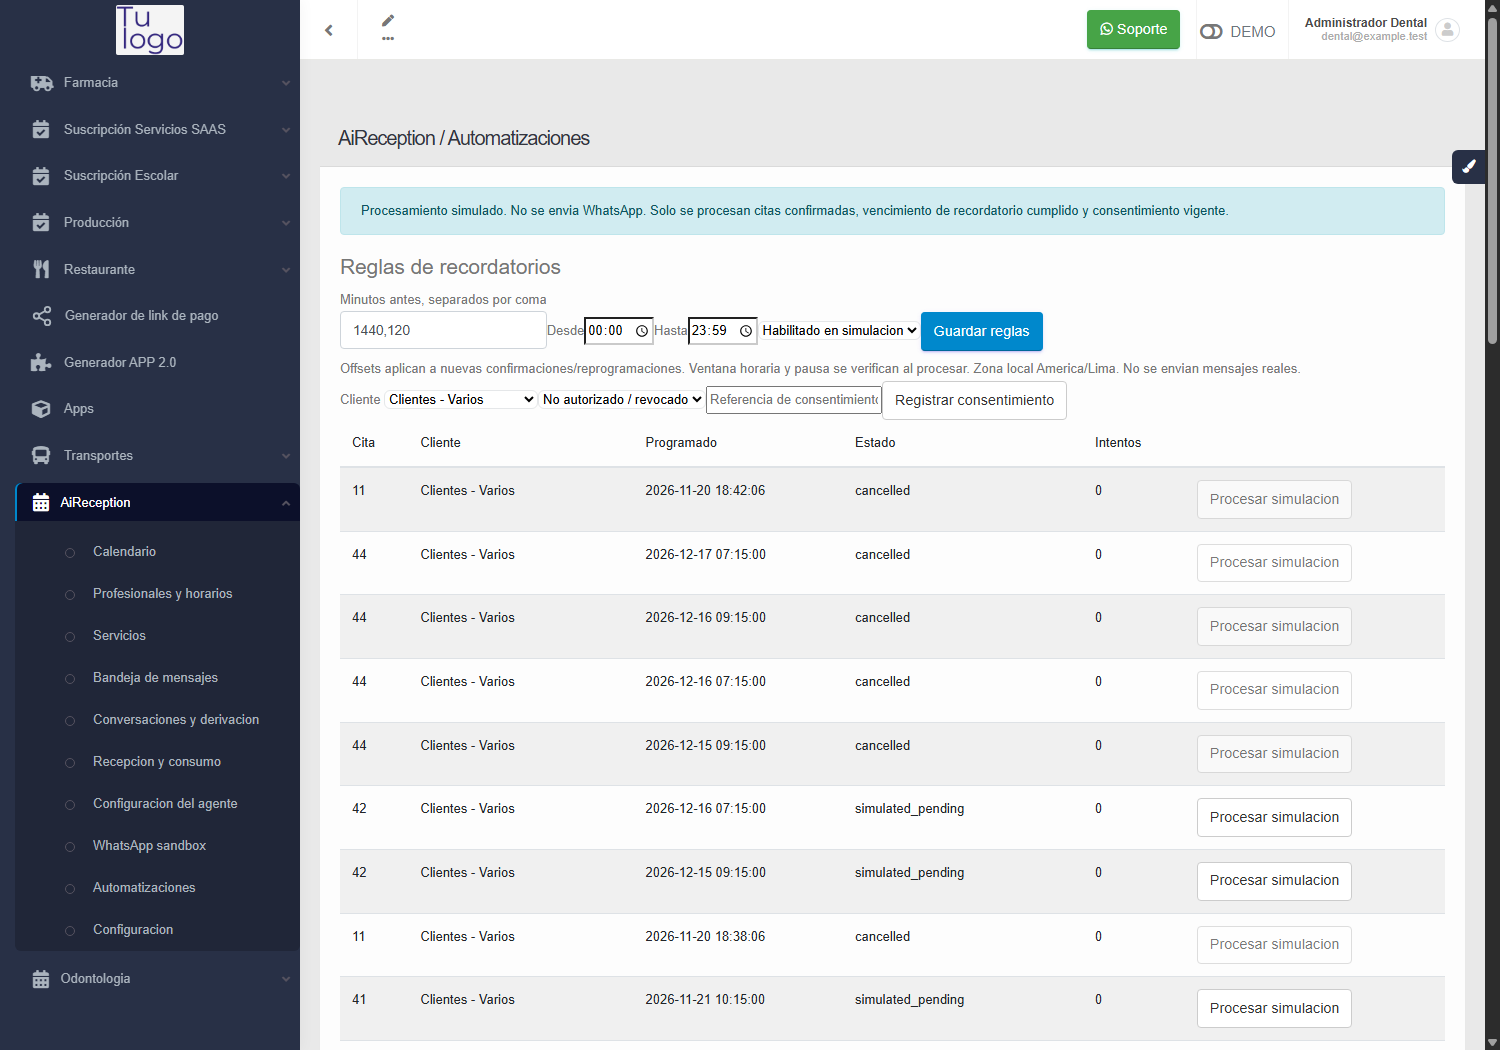 Tu
logo
Farmacia
Suscripción Servicios SAAS
Suscripción Escolar
Producción
Restaurante
Generador de link de pago
Generador APP 2.0
Apps
Transportes
AiReception
Calendario
Profesionales y horarios
Servicios
Bandeja de mensajes
Conversaciones y derivacion
Recepcion y consumo
Configuracion del agente
WhatsApp sandbox
Automatizaciones
Configuracion
Odontologia
Soporte
DEMO
Administrador Dental
dental@example.test
AiReception / Automatizaciones
Procesamiento simulado. No se envia WhatsApp. Solo se procesan citas confirmadas, vencimiento de recordatorio cumplido y consentimiento vigente.
Reglas de recordatorios
Minutos antes, separados por coma
1440,120 Desde 00:00 Hasta 23:59 Habilitado en simulacion Guardar reglas
Offsets aplican a nuevas confirmaciones/reprogramaciones. Ventana horaria y pausa se verifican al procesar. Zona local America/Lima. No se envian mensajes reales.
Cliente Clientes - Varios No autorizado / revocado Referencia de consentimiento Registrar consentimiento
Cita Cliente Programado Estado Intentos
11 Clientes - Varios 2026-11-20 18:42:06 cancelled 0 Procesar simulacion
44 Clientes - Varios 2026-12-17 07:15:00 cancelled 0 Procesar simulacion
44 Clientes - Varios 2026-12-16 09:15:00 cancelled 0 Procesar simulacion
44 Clientes - Varios 2026-12-16 07:15:00 cancelled 0 Procesar simulacion
44 Clientes - Varios 2026-12-15 09:15:00 cancelled 0 Procesar simulacion
42 Clientes - Varios 2026-12-16 07:15:00 simulated_pending 0 Procesar simulacion
42 Clientes - Varios 2026-12-15 09:15:00 simulated_pending 0 Procesar simulacion
11 Clientes - Varios 2026-11-20 18:38:06 cancelled 0 Procesar simulacion
41 Clientes - Varios 2026-11-21 10:15:00 simulated_pending 0 Procesar simulacion